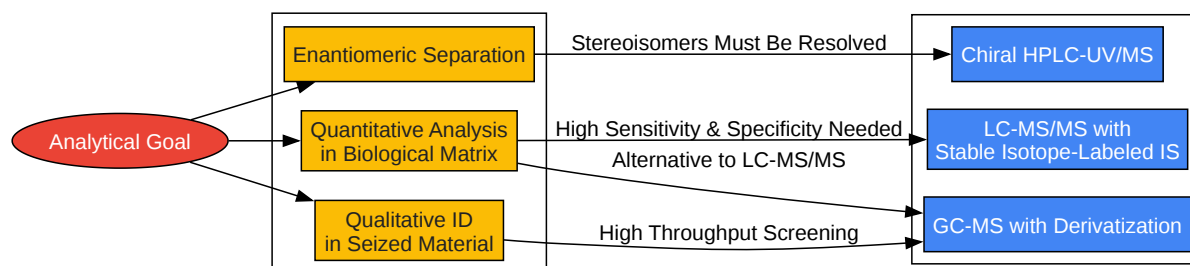 Analytical Goal
Enantiomeric Separation
Quantitative Analysis
in Biological Matrix
Qualitative ID
in Seized Material
Stereoisomers Must Be Resolved
High Sensitivity & Specificity Needed
Alternative to LC-MS/MS
High Throughput Screening
Chiral HPLC-UV/MS
LC-MS/MS with
Stable Isotope-Labeled IS
GC-MS with Derivatization